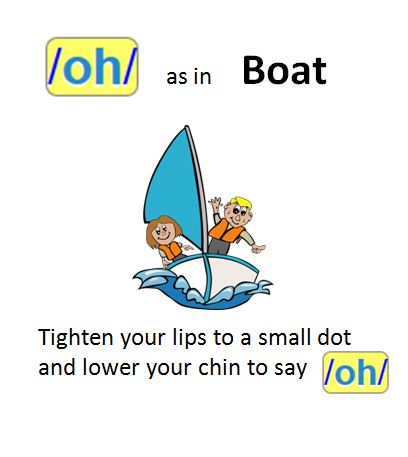 /oh/ as in Boat
Tighten your lips to a small dot
and lower your chin to say /oh/